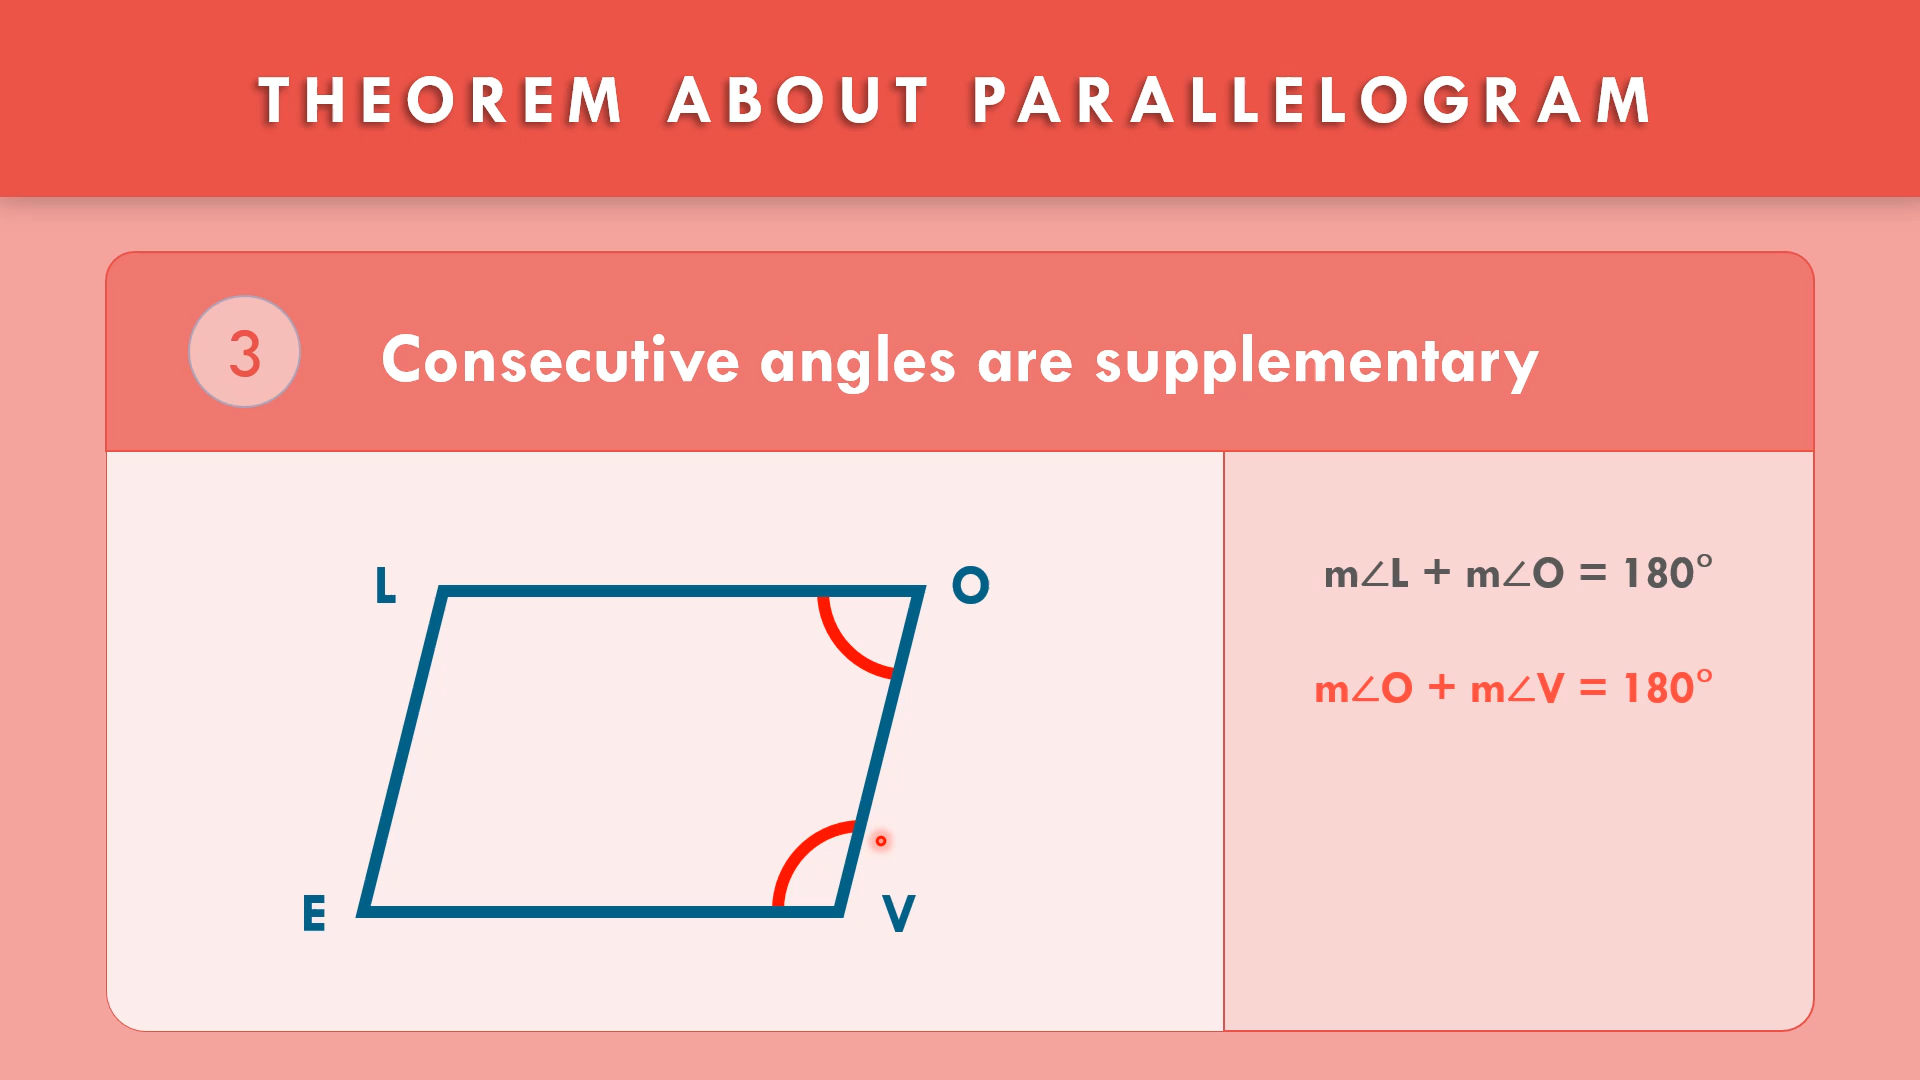 THEOREM ABOUT PARALLELOGRAM
3
Consecutive angles are supplementary
L
O
E
V
m∠L + m∠O = 180°
m∠O + m∠V = 180°